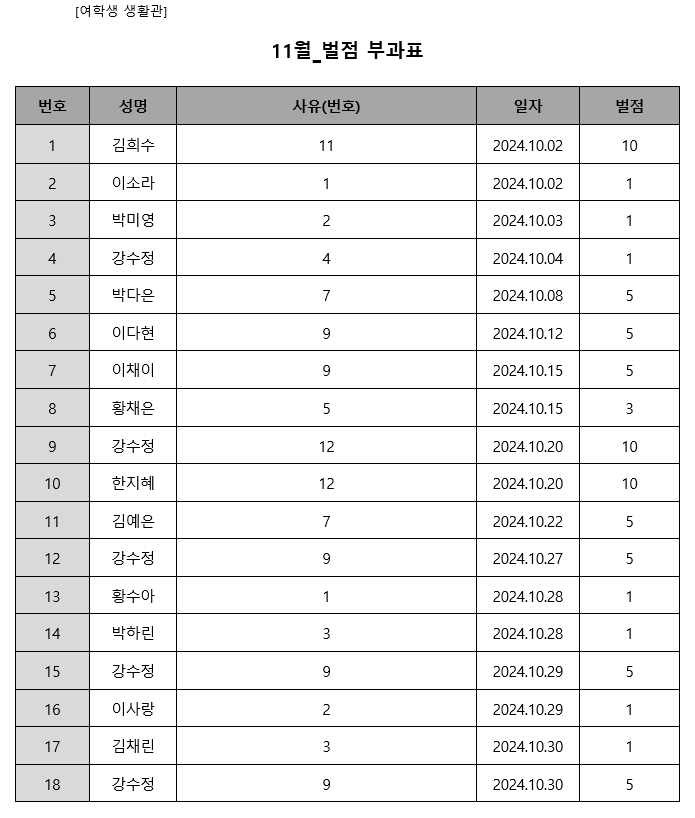 [여학생 생활관]
11월_벌점 부과표
번호 성명 사유(번호) 일자 벌점
1 김희수 11 2024.10.02 10
2 이소라 1 2024.10.02 1
3 박미영 2 2024.10.03 1
4 강수정 4 2024.10.04 1
5 박다은 7 2024.10.08 5
6 이다현 9 2024.10.12 5
7 이채이 9 2024.10.15 5
8 황채은 5 2024.10.15 3
9 강수정 12 2024.10.20 10
10 한지혜 12 2024.10.20 10
11 김예은 7 2024.10.22 5
12 강수정 9 2024.10.27 5
13 황수아 1 2024.10.28 1
14 박하린 3 2024.10.28 1
15 강수정 9 2024.10.29 5
16 이사랑 2 2024.10.29 1
17 김채린 3 2024.10.30 1
18 강수정 9 2024.10.30 5